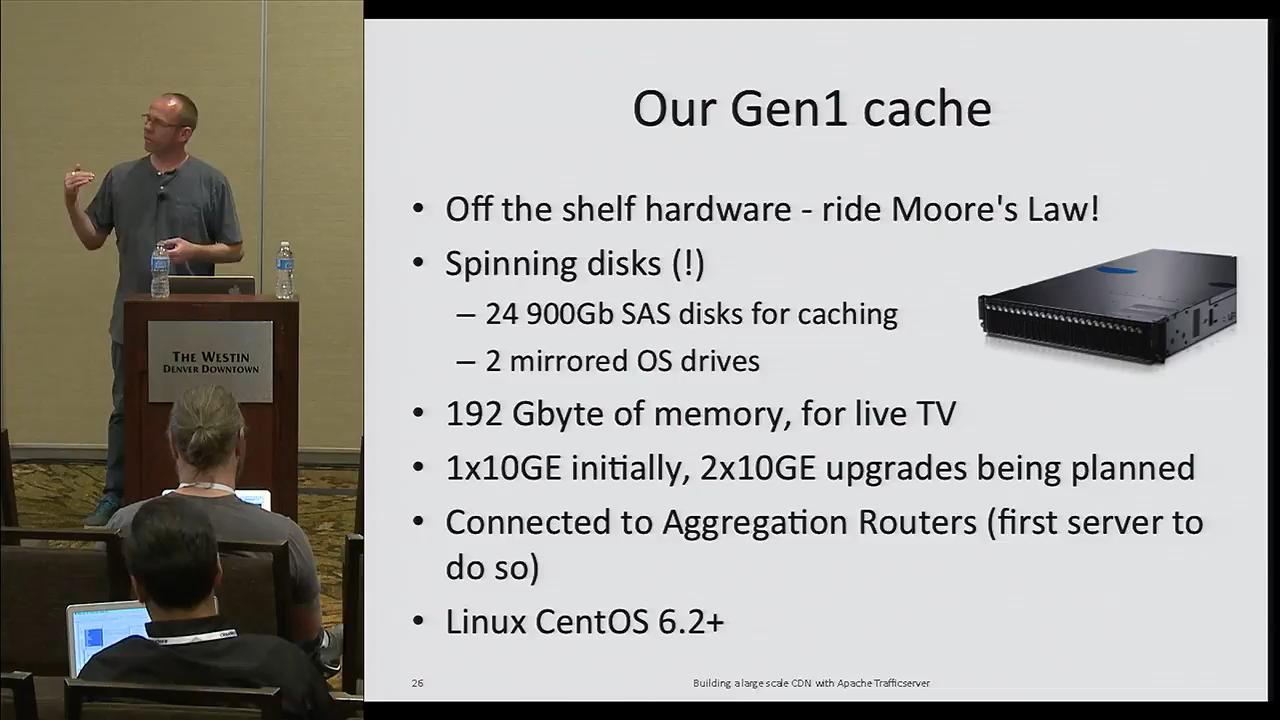 Our Gen1 cache
• Off the shelf hardware - ride Moore's Law!
• Spinning disks (!)
– 24 900Gb SAS disks for caching
– 2 mirrored OS drives
• 192 Gbyte of memory, for live TV
• 1x10GE initially, 2x10GE upgrades being planned
• Connected to Aggregation Routers (first server to
do so)
• Linux CentOS 6.2+
26
Building a large scale CDN with Apache Trafficserver
THE WESTIN
DENVER DOWNTOWN